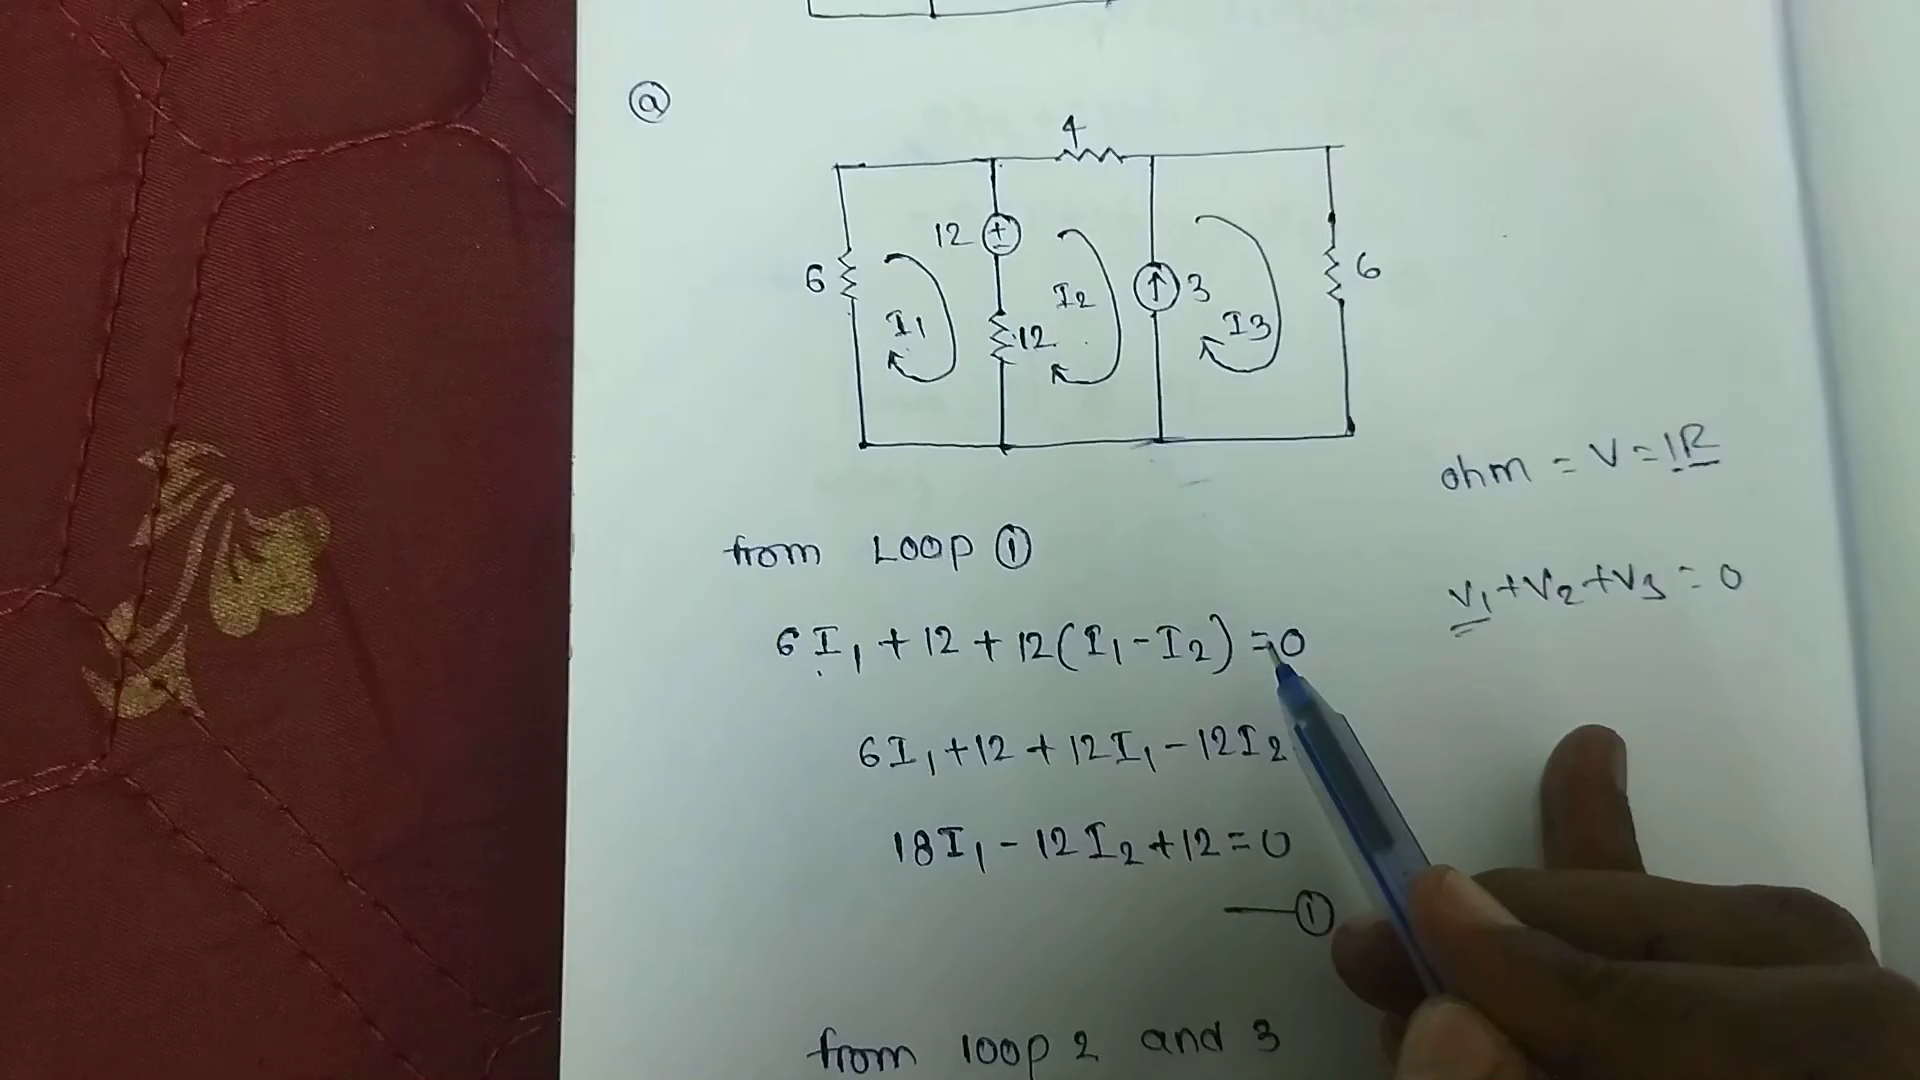 ⓐ
4
12 +
6 I1 12 I2 3 I3 6
ohm = V = IR
from LOOP ①
V1+V2+V3=0
6I1+12+12(I1-I2)=0
6I1+12+12I1-12I2
18I1-12I2+12=0
—①
from loop 2 and 3